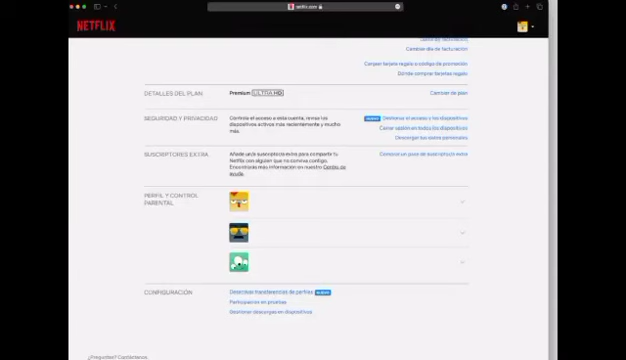 netflix.com
NETFLIX
Cambiar día de facturación
Canjear tarjeta regalo o código de promoción
Dónde comprar tarjetas regalo
DETALLES DEL PLAN
Premium ULTRA HD
Cambiar de plan
SEGURIDAD Y PRIVACIDAD
Controla el acceso a esta cuenta, revisa los
dispositivos activos más recientemente y mucho
más.
el acceso a los dispositivos
Cerrar sesión en todos los dispositivos
Descargar tus datos personales
SUSCRIPTORES EXTRA
Añade un/a suscriptor/a extra para compartir tu
Netflix con alguien que no conviva contigo.
Encontrarás más información en nuestro Centro de
ayuda.
Comprar un pase de suscriptor/a extra
PERFIL Y CONTROL
PARENTAL
CONFIGURACIÓN
Desactivar transferencias de perfiles
Participación en pruebas
Gestionar descargas en dispositivos
¿Preguntas? Contáctanos.